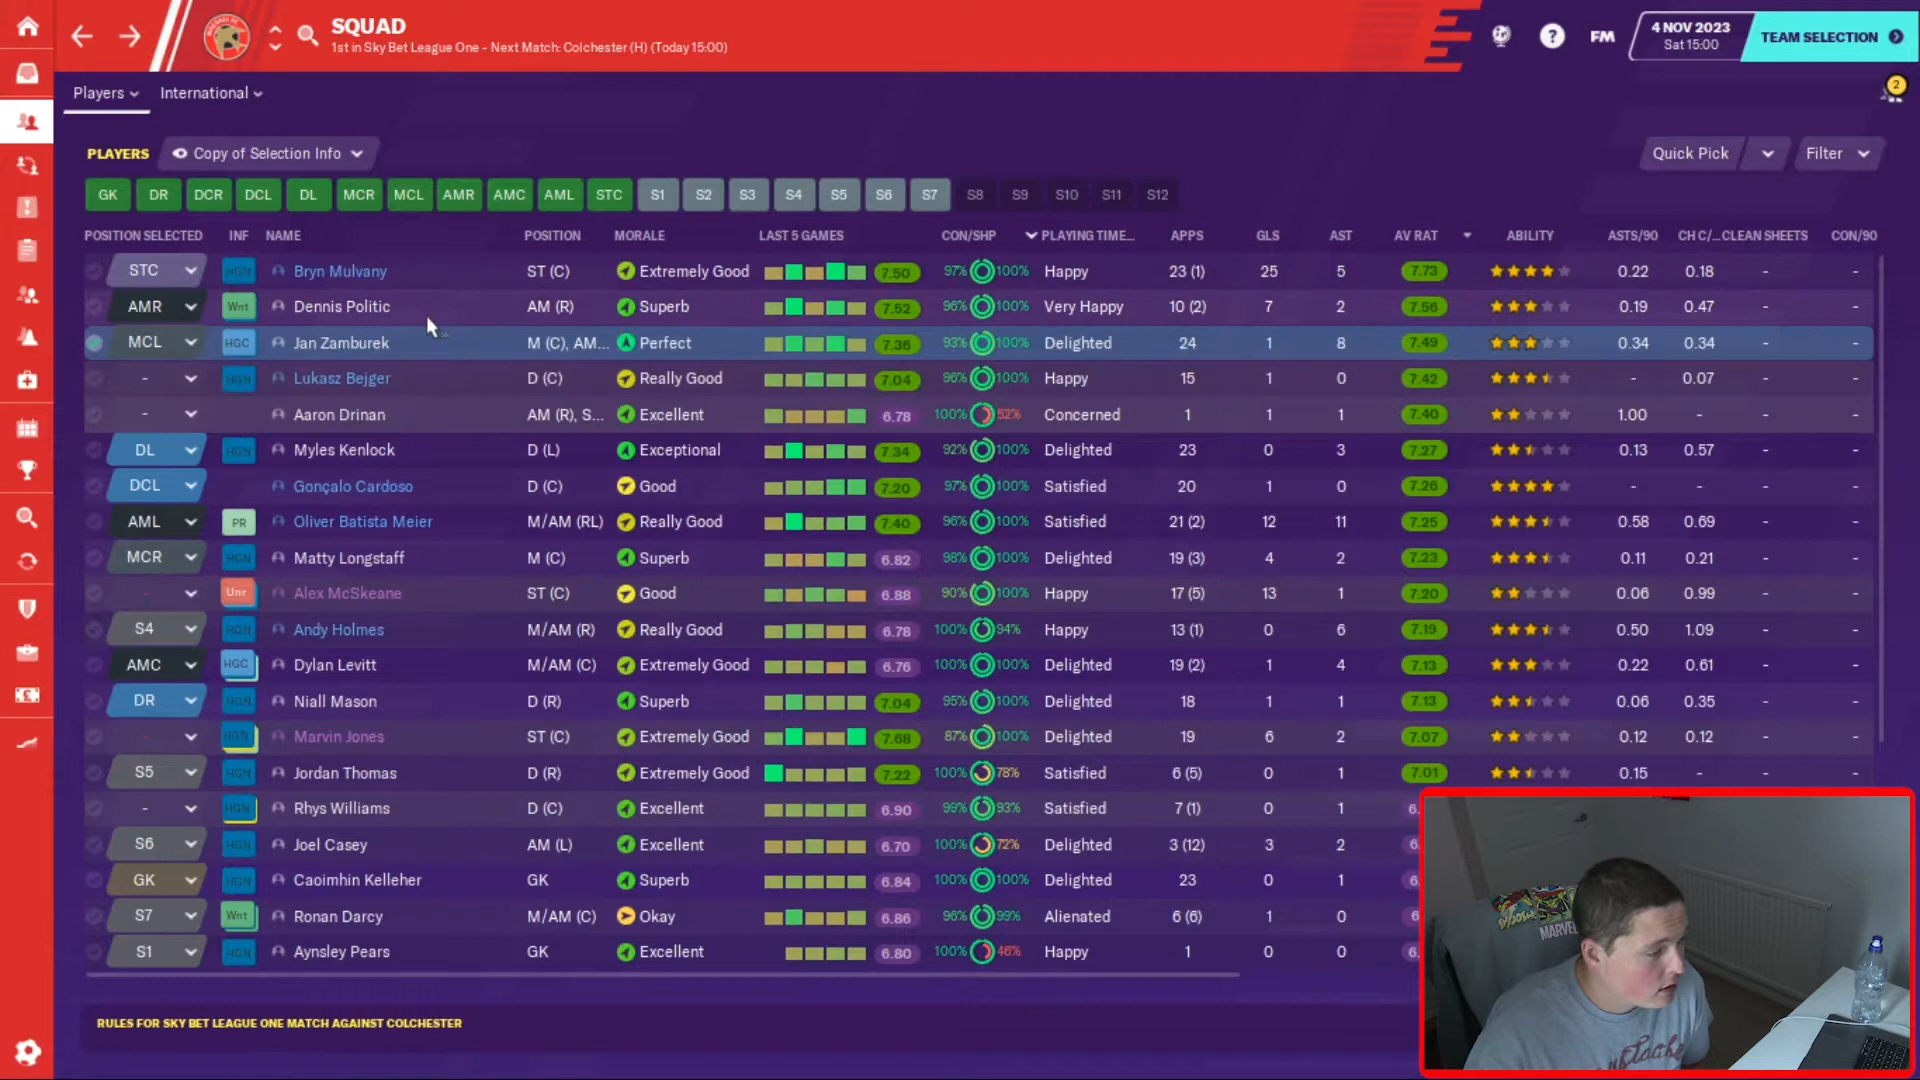 SQUAD
1st in Sky Bet League One - Next Match: Colchester (H) (Today 15:00)
FM
4 NOV 2023
Sat 15:00
TEAM SELECTION
Players
International
2
PLAYERS
Copy of Selection Info
Quick Pick
Filter
GK DR DCR DCL DL MCR MCL AMR AMC AML STC S1 S2 S3 S4 S5 S6 S7 S8 S9 S10 S11 S12
POSITION SELECTED INF NAME POSITION MORALE LAST 5 GAMES CON/SHP PLAYING TIME... APPS GLS AST AV RAT ABILITY ASTS/90 CH C/... CLEAN SHEETS CON/90
STC HGN Bryn Mulvany ST (C) Extremely Good 7.50 97% 100% Happy 23 (1) 25 5 7.73 0.22 0.18 - -
AMR Wnt Dennis Politic AM (R) Superb 7.52 96% 100% Very Happy 10 (2) 7 2 7.56 0.19 0.47 - -
MCL HGC Jan Zamburek M (C), AM... Perfect 7.36 93% 100% Delighted 24 1 8 7.49 0.34 0.34 - -
- HGN Lukasz Bejger D (C) Really Good 7.04 96% 100% Happy 15 1 0 7.42 - 0.07 - -
- Aaron Drinan AM (R), S... Excellent 6.78 100% 52% Concerned 1 1 1 7.40 1.00 - - -
DL HGN Myles Kenlock D (L) Exceptional 7.34 92% 100% Delighted 23 0 3 7.27 0.13 0.57 - -
DCL Gonçalo Cardoso D (C) Good 7.20 97% 100% Satisfied 20 1 0 7.26 - - - -
AML PR Oliver Batista Meier M/AM (RL) Really Good 7.40 96% 100% Satisfied 21 (2) 12 11 7.25 0.58 0.69 - -
MCR HGN Matty Longstaff M (C) Superb 6.82 98% 100% Delighted 19 (3) 4 2 7.23 0.11 0.21 - -
- Unr Alex McSkeane ST (C) Good 6.88 90% 100% Happy 17 (5) 13 1 7.20 0.06 0.99 - -
S4 HGN Andy Holmes M/AM (R) Really Good 6.78 100% 94% Happy 13 (1) 0 6 7.19 0.50 1.09 - -
AMC HGC Dylan Levitt M/AM (C) Extremely Good 6.76 100% 100% Delighted 19 (2) 1 4 7.13 0.22 0.61 - -
DR HGN Niall Mason D (R) Superb 7.04 95% 100% Delighted 18 1 1 7.13 0.06 0.35 - -
- HGN Marvin Jones ST (C) Extremely Good 7.68 87% 100% Delighted 19 6 2 7.07 0.12 0.12 - -
S5 HGN Jordan Thomas D (R) Extremely Good 7.22 100% 78% Satisfied 6 (5) 0 1 7.01 0.15 - - -
- HGN Rhys Williams D (C) Excellent 6.90 99% 93% Satisfied 7 (1) 0 1 6.
S6 HGN Joel Casey AM (L) Excellent 6.70 100% 72% Delighted 3 (12) 3 2 6.
GK HGN Caoimhin Kelleher GK Superb 6.84 100% 100% Delighted 23 0 1 6.
S7 Wnt Ronan Darcy M/AM (C) Okay 6.86 96% 99% Alienated 6 (6) 1 0 6
S1 HGN Aynsley Pears GK Excellent 6.80 100% 46% Happy 1 0 0 6.
RULES FOR SKY BET LEAGUE ONE MATCH AGAINST COLCHESTER
MARVEL